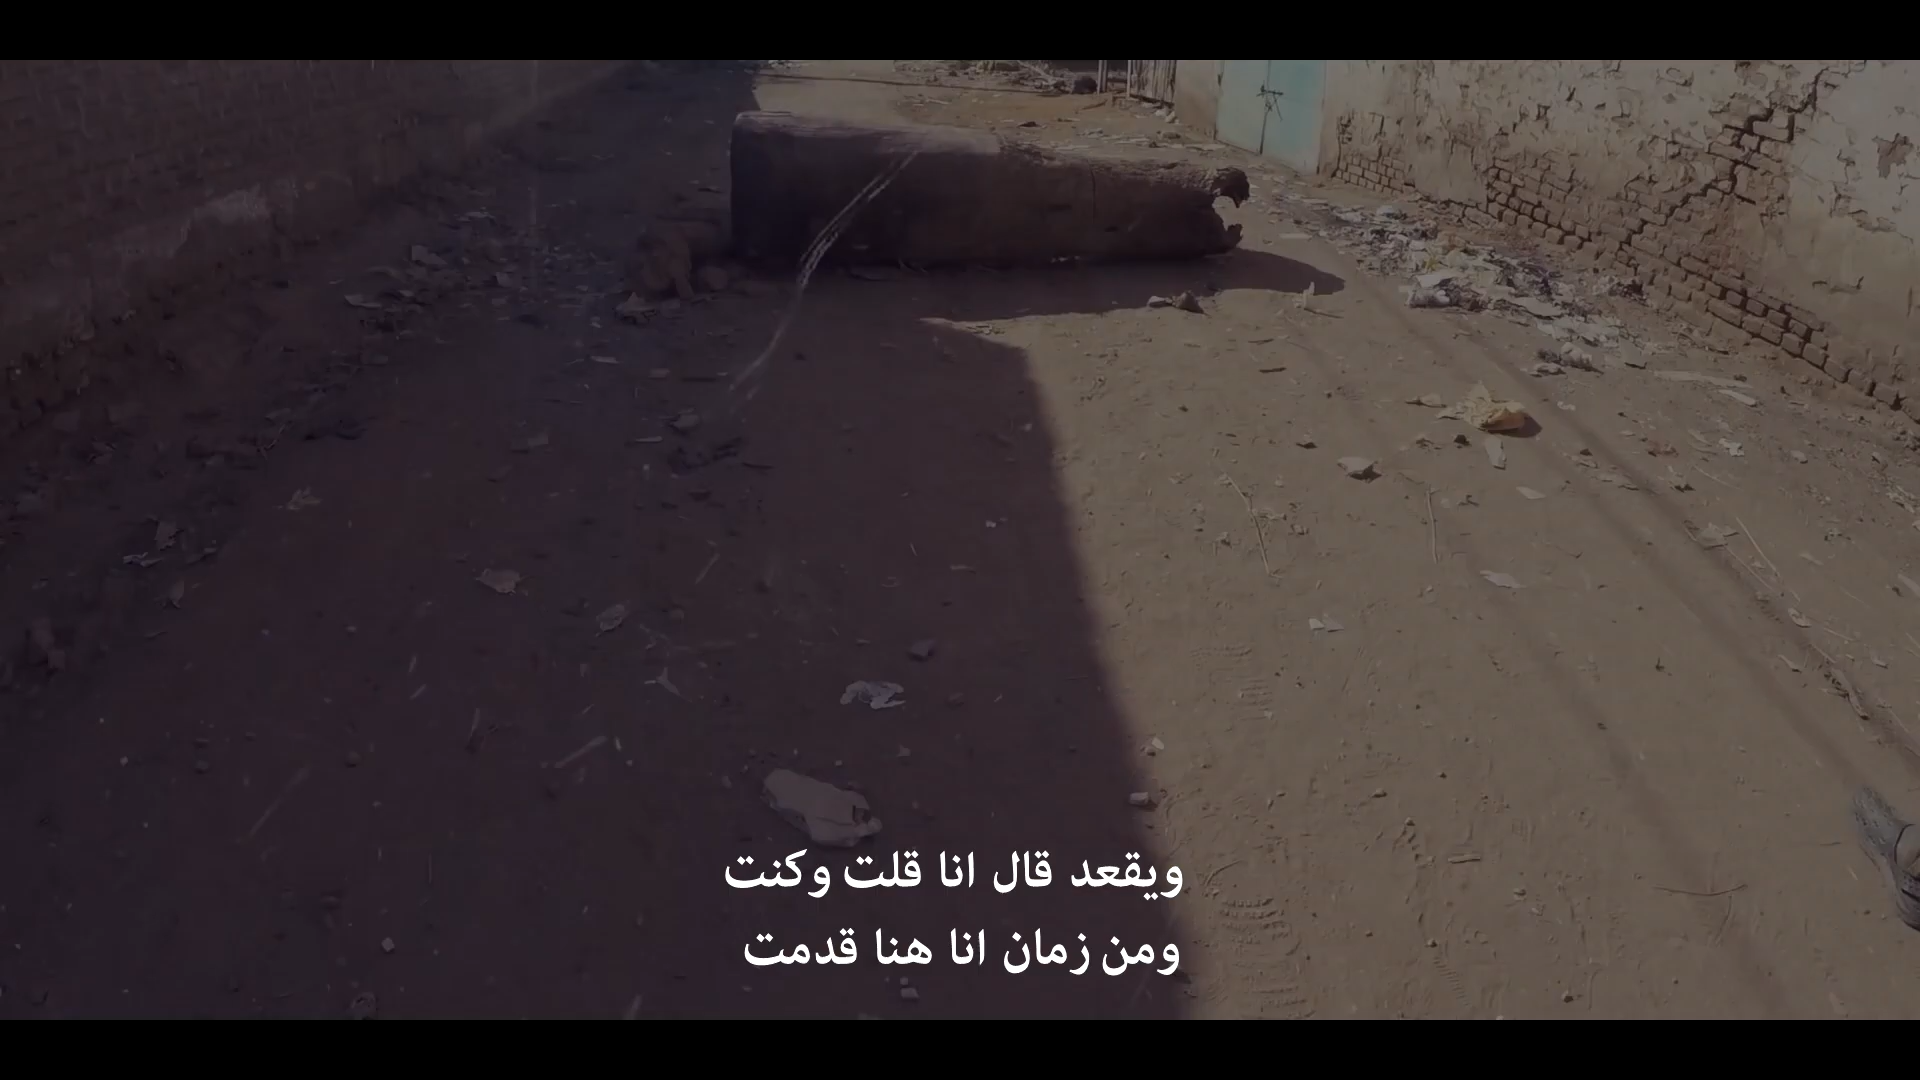 ويقعد قال انا قلت وكنت
ومن زمان انا هنا قدمت